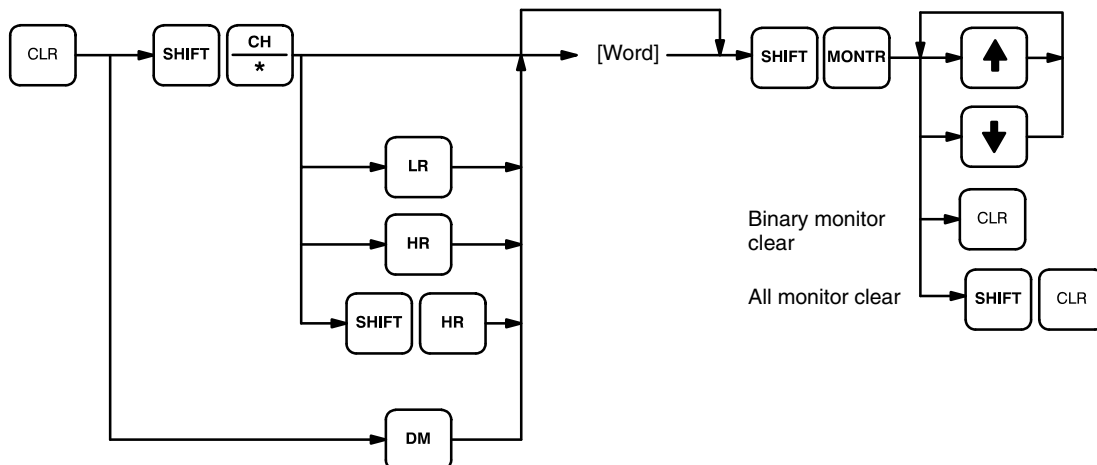 CLR
SHIFT
CH
*
[Word]
SHIFT
MONTR
LR
HR
SHIFT
HR
DM
Binary monitor
clear
CLR
All monitor clear
SHIFT
CLR